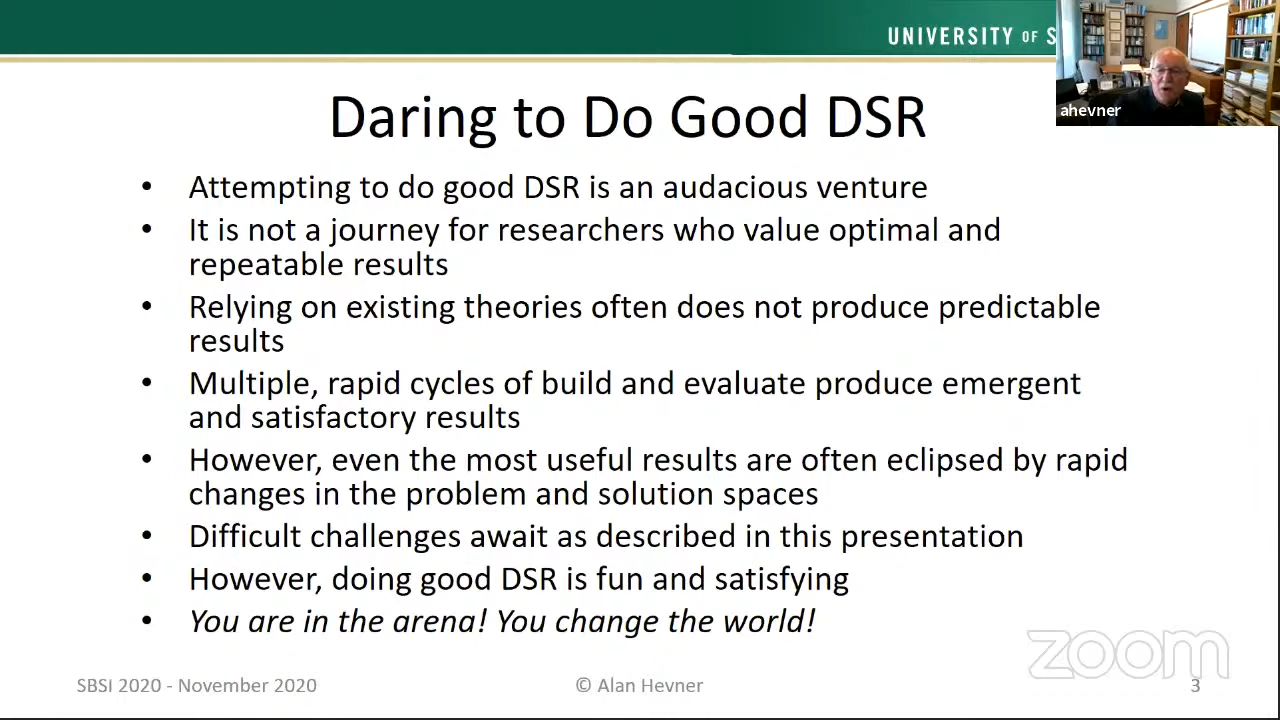 UNIVERSITY OF S
ahevner
Daring to Do Good DSR
• Attempting to do good DSR is an audacious venture
• It is not a journey for researchers who value optimal and
repeatable results
• Relying on existing theories often does not produce predictable
results
• Multiple, rapid cycles of build and evaluate produce emergent
and satisfactory results
• However, even the most useful results are often eclipsed by rapid
changes in the problem and solution spaces
• Difficult challenges await as described in this presentation
• However, doing good DSR is fun and satisfying
• You are in the arena! You change the world!
zoom
SBSI 2020 - November 2020
© Alan Hevner
3